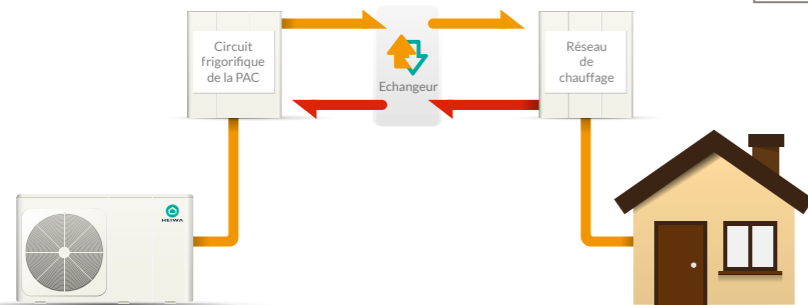 Circuit
frigorifique
de la PAC
Echangeur
Réseau
de
chauffage
HEIWA